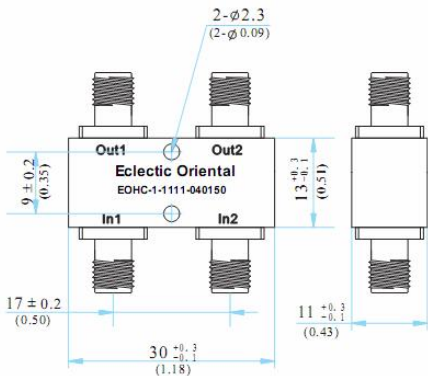 2-ø2.3
(2-ø 0.09)
Out1 Out2
Eclectic Oriental
EOHC-1-1111-040150
In1 In2
9 ± 0.2
(0.35)
13 +0.3 -0.1
(0.51)
17 ± 0.2
(0.50)
11 +0.3 -0.1
(0.43)
30 +0.3 -0.1
(1.18)